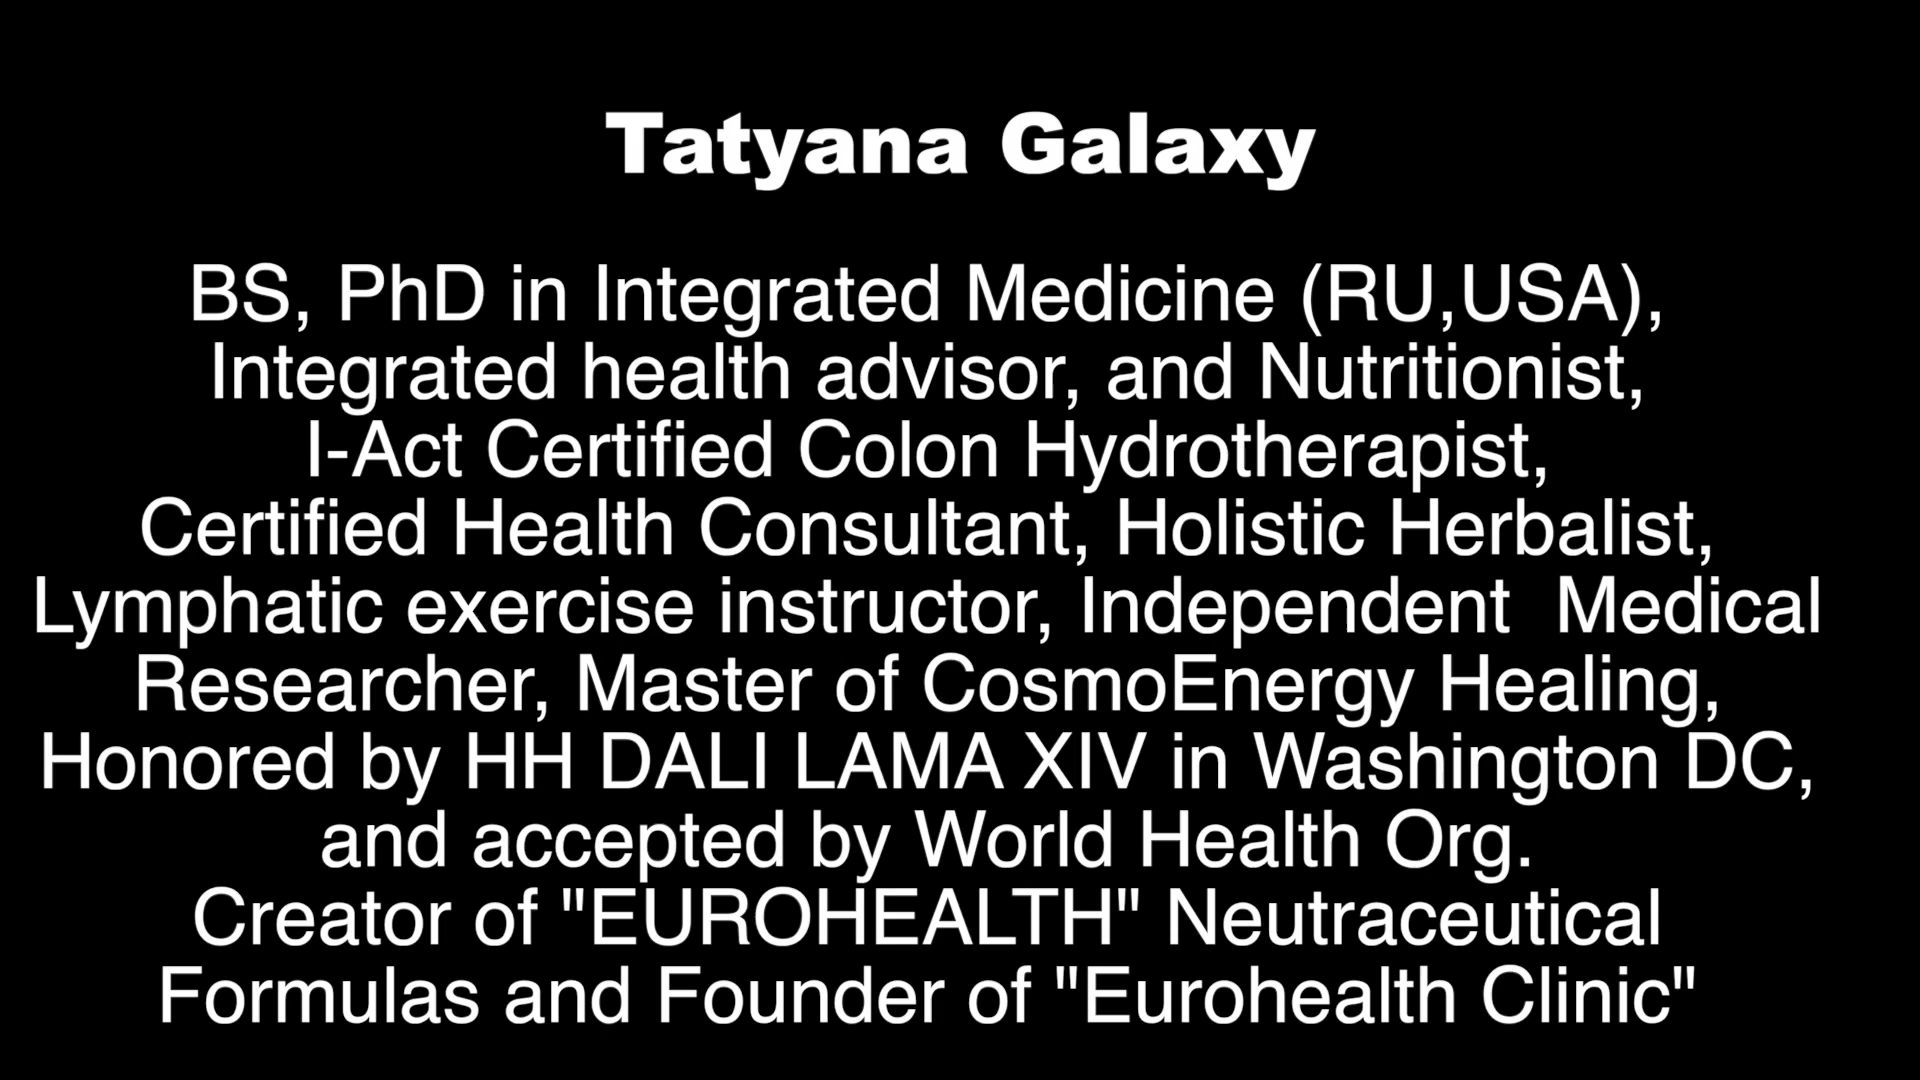 Tatyana Galaxy
BS, PhD in Integrated Medicine (RU,USA),
Integrated health advisor, and Nutritionist,
I-Act Certified Colon Hydrotherapist,
Certified Health Consultant, Holistic Herbalist,
Lymphatic exercise instructor, Independent  Medical
Researcher, Master of CosmoEnergy Healing,
Honored by HH DALI LAMA XIV in Washington DC,
and accepted by World Health Org.
Creator of "EUROHEALTH" Neutraceutical
Formulas and Founder of "Eurohealth Clinic"